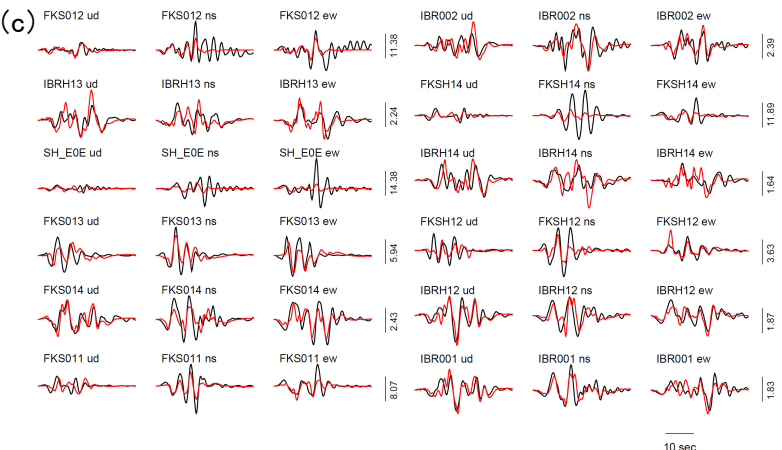 (c)
FKS012 ud FKS012 ns FKS012 ew 11.38 IBR002 ud IBR002 ns IBR002 ew 2.39
IBRH13 ud IBRH13 ns IBRH13 ew 2.24 FKSH14 ud FKSH14 ns FKSH14 ew 11.89
SH_E0E ud SH_E0E ns SH_E0E ew 14.38 IBRH14 ud IBRH14 ns IBRH14 ew 1.64
FKS013 ud FKS013 ns FKS013 ew 5.94 FKSH12 ud FKSH12 ns FKSH12 ew 3.63
FKS014 ud FKS014 ns FKS014 ew 2.43 IBRH12 ud IBRH12 ns IBRH12 ew 1.87
FKS011 ud FKS011 ns FKS011 ew 8.07 IBR001 ud IBR001 ns IBR001 ew 1.83
10 sec